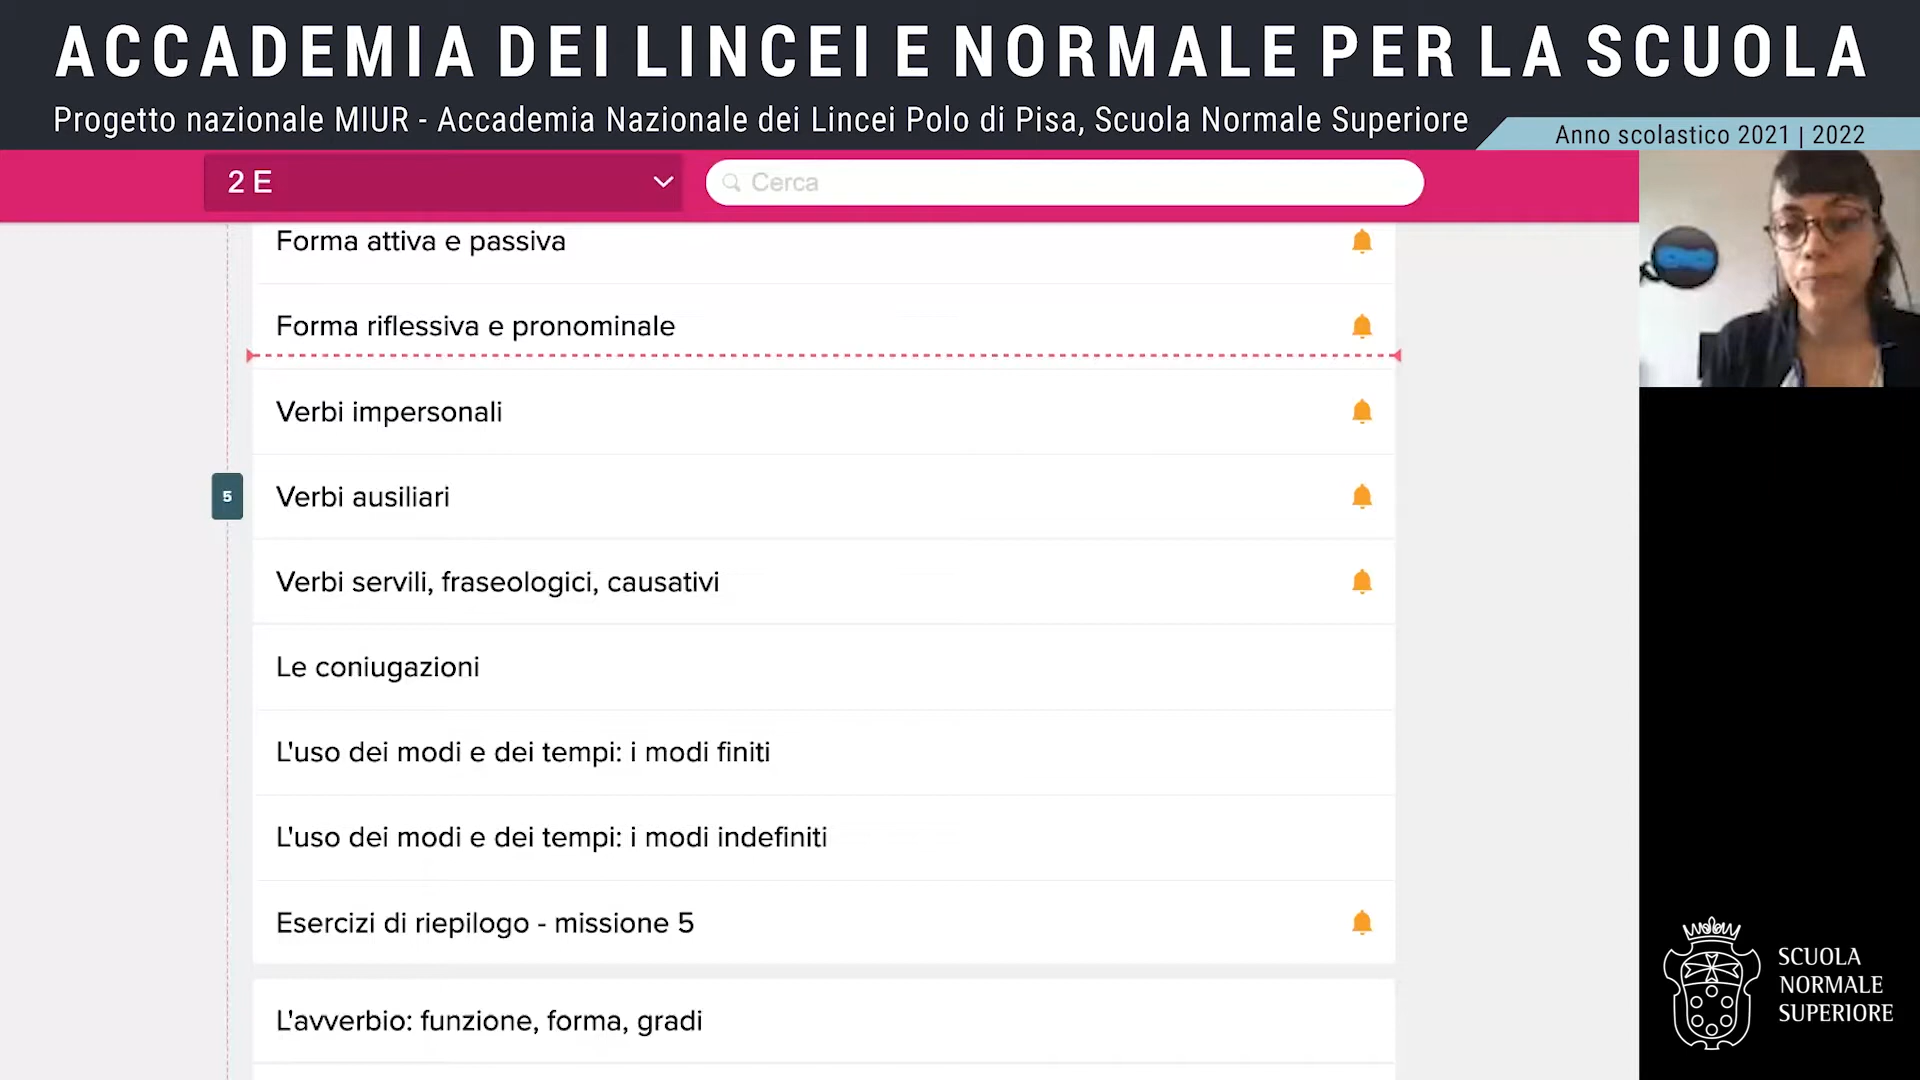 ACCADEMIA DEI LINCEI E NORMALE PER LA SCUOLA
Progetto nazionale MIUR - Accademia Nazionale dei Lincei Polo di Pisa, Scuola Normale Superiore
Anno scolastico 2021 | 2022
2 E
Cerca
Forma attiva e passiva
Forma riflessiva e pronominale
Verbi impersonali
5
Verbi ausiliari
Verbi servili, fraseologici, causativi
Le coniugazioni
L'uso dei modi e dei tempi: i modi finiti
L'uso dei modi e dei tempi: i modi indefiniti
Esercizi di riepilogo - missione 5
L'avverbio: funzione, forma, gradi
SCUOLA
NORMALE
SUPERIORE